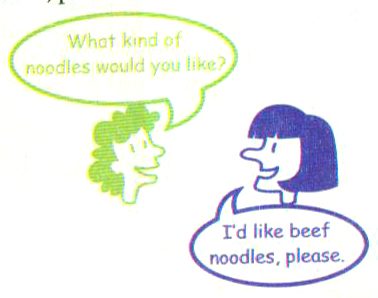 What kind of
noodles would you like?
I'd like beef
noodles, please.